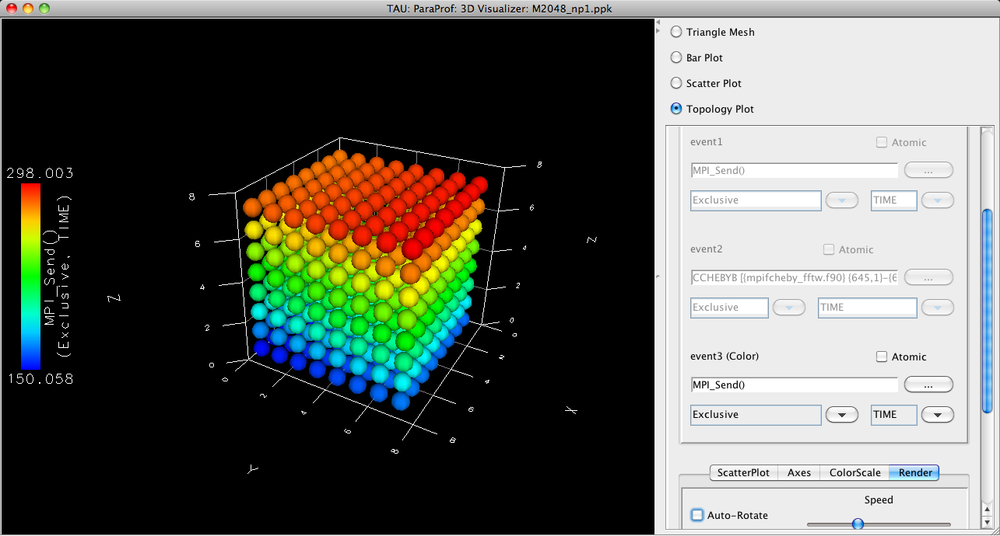 TAU: ParaProf: 3D Visualizer: M2048_np1.ppk
298.003
MPI_Send()
(Exclusive, TIME)
150.058
8
6
4
2
0
Z
0
2
4
6
8
Y
8
6
4
2
0
Z
0
2
4
6
8
X
Triangle Mesh
Bar Plot
Scatter Plot
Topology Plot
event1
Atomic
MPI_Send()
...
Exclusive
TIME
event2
Atomic
CCHEBYB [{mpifcheby_fftw.f90} {645,1}-{6
...
Exclusive
TIME
event3 (Color)
Atomic
MPI_Send()
...
Exclusive
TIME
ScatterPlot
Axes
ColorScale
Render
Speed
Auto-Rotate